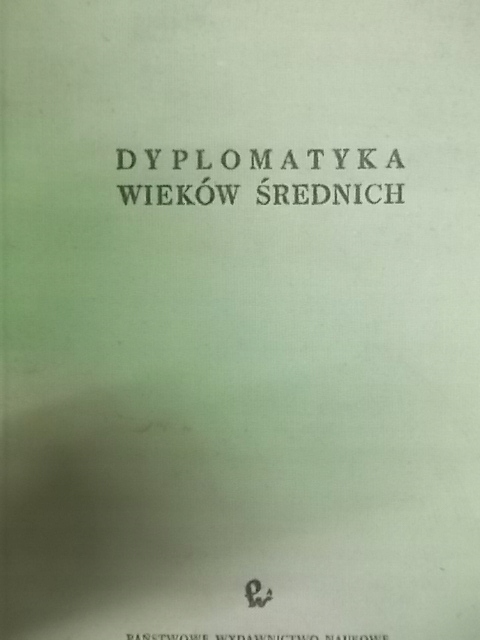 DYPLOMATYKA
WIEKÓW ŚREDNICH
PAŃSTWOWE WYDAWNICTWO NAUKOWE